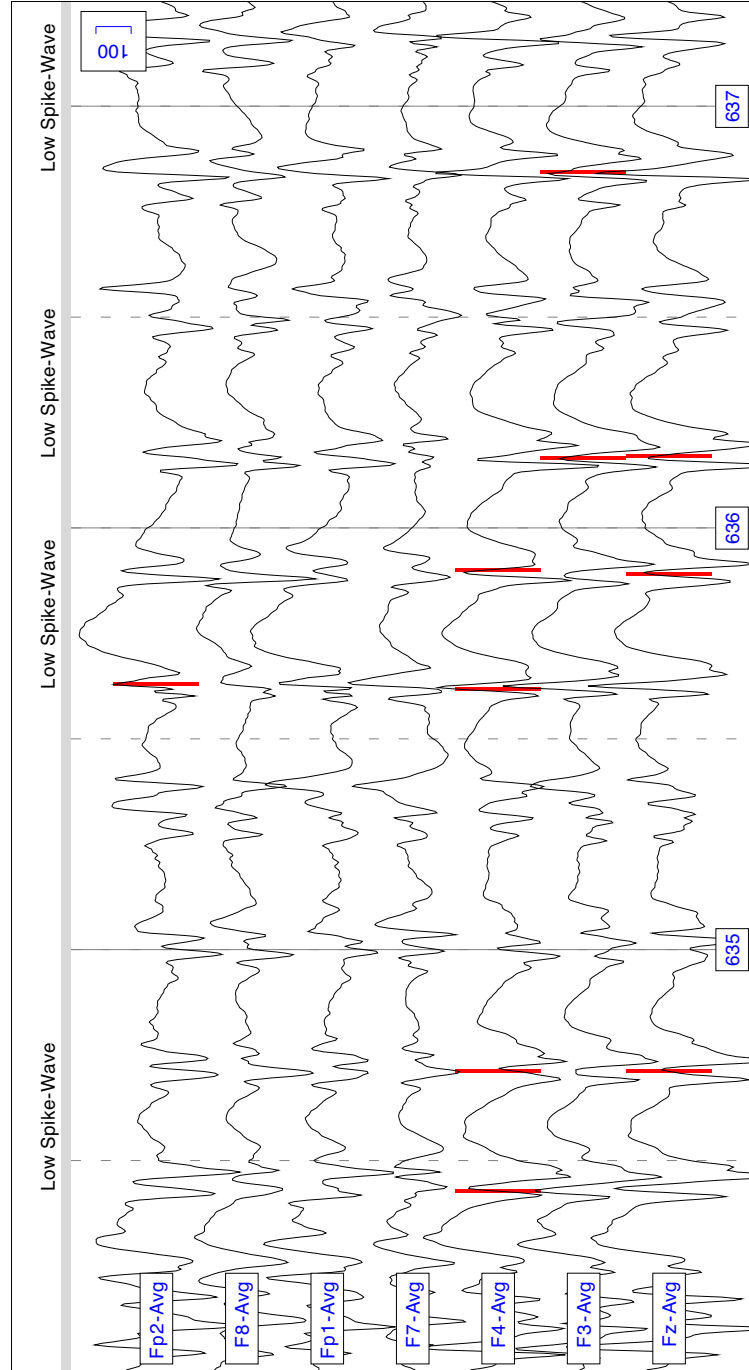 Low Spike-Wave Low Spike-Wave Low Spike-Wave Low Spike-Wave
100
Fp2-Avg
F8-Avg
Fp1-Avg
F7-Avg
F4-Avg
F3-Avg
Fz-Avg
635 636 637